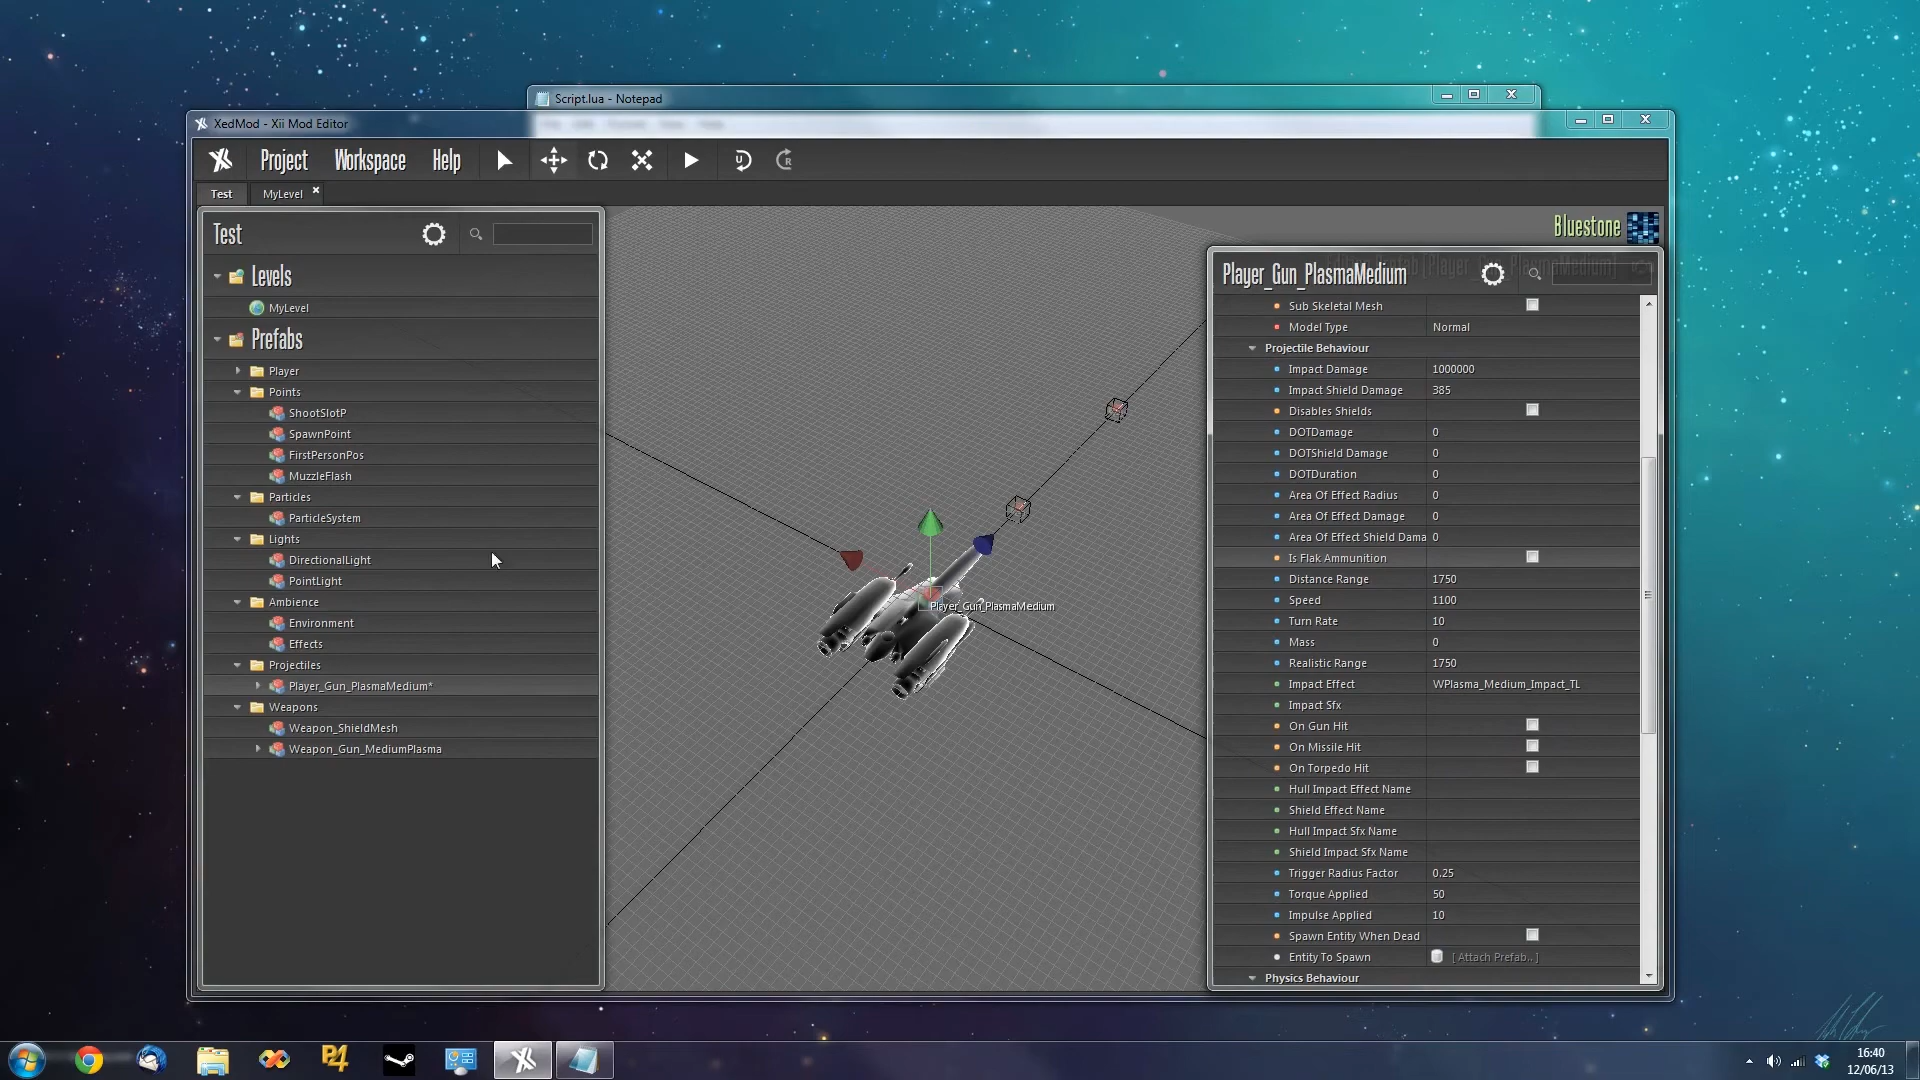 Script.lua - Notepad
XedMod - Xii Mod Editor
Project Workspace Help
Test MyLevel
Test
Levels
MyLevel
Prefabs
Player
Points
ShootSlotP
SpawnPoint
FirstPersonPos
MuzzleFlash
Particles
ParticleSystem
Lights
DirectionalLight
PointLight
Ambience
Environment
Effects
Projectiles
Player_Gun_PlasmaMedium*
Weapons
Weapon_ShieldMesh
Weapon_Gun_MediumPlasma
Player_Gun_PlasmaMedium
Bluestone
Player_Gun_PlasmaMedium
Sub Skeletal Mesh
Model Type Normal
Projectile Behaviour
Impact Damage 1000000
Impact Shield Damage 385
Disables Shields
DOTDamage 0
DOTShield Damage 0
DOTDuration 0
Area Of Effect Radius 0
Area Of Effect Damage 0
Area Of Effect Shield Dama 0
Is Flak Ammunition
Distance Range 1750
Speed 1100
Turn Rate 10
Mass 0
Realistic Range 1750
Impact Effect WPlasma_Medium_Impact_TL
Impact Sfx
On Gun Hit
On Missile Hit
On Torpedo Hit
Hull Impact Effect Name
Shield Effect Name
Hull Impact Sfx Name
Shield Impact Sfx Name
Trigger Radius Factor 0.25
Torque Applied 50
Impulse Applied 10
Spawn Entity When Dead
Entity To Spawn [ Attach Prefab.. ]
Physics Behaviour
P4
16:40
12/06/13